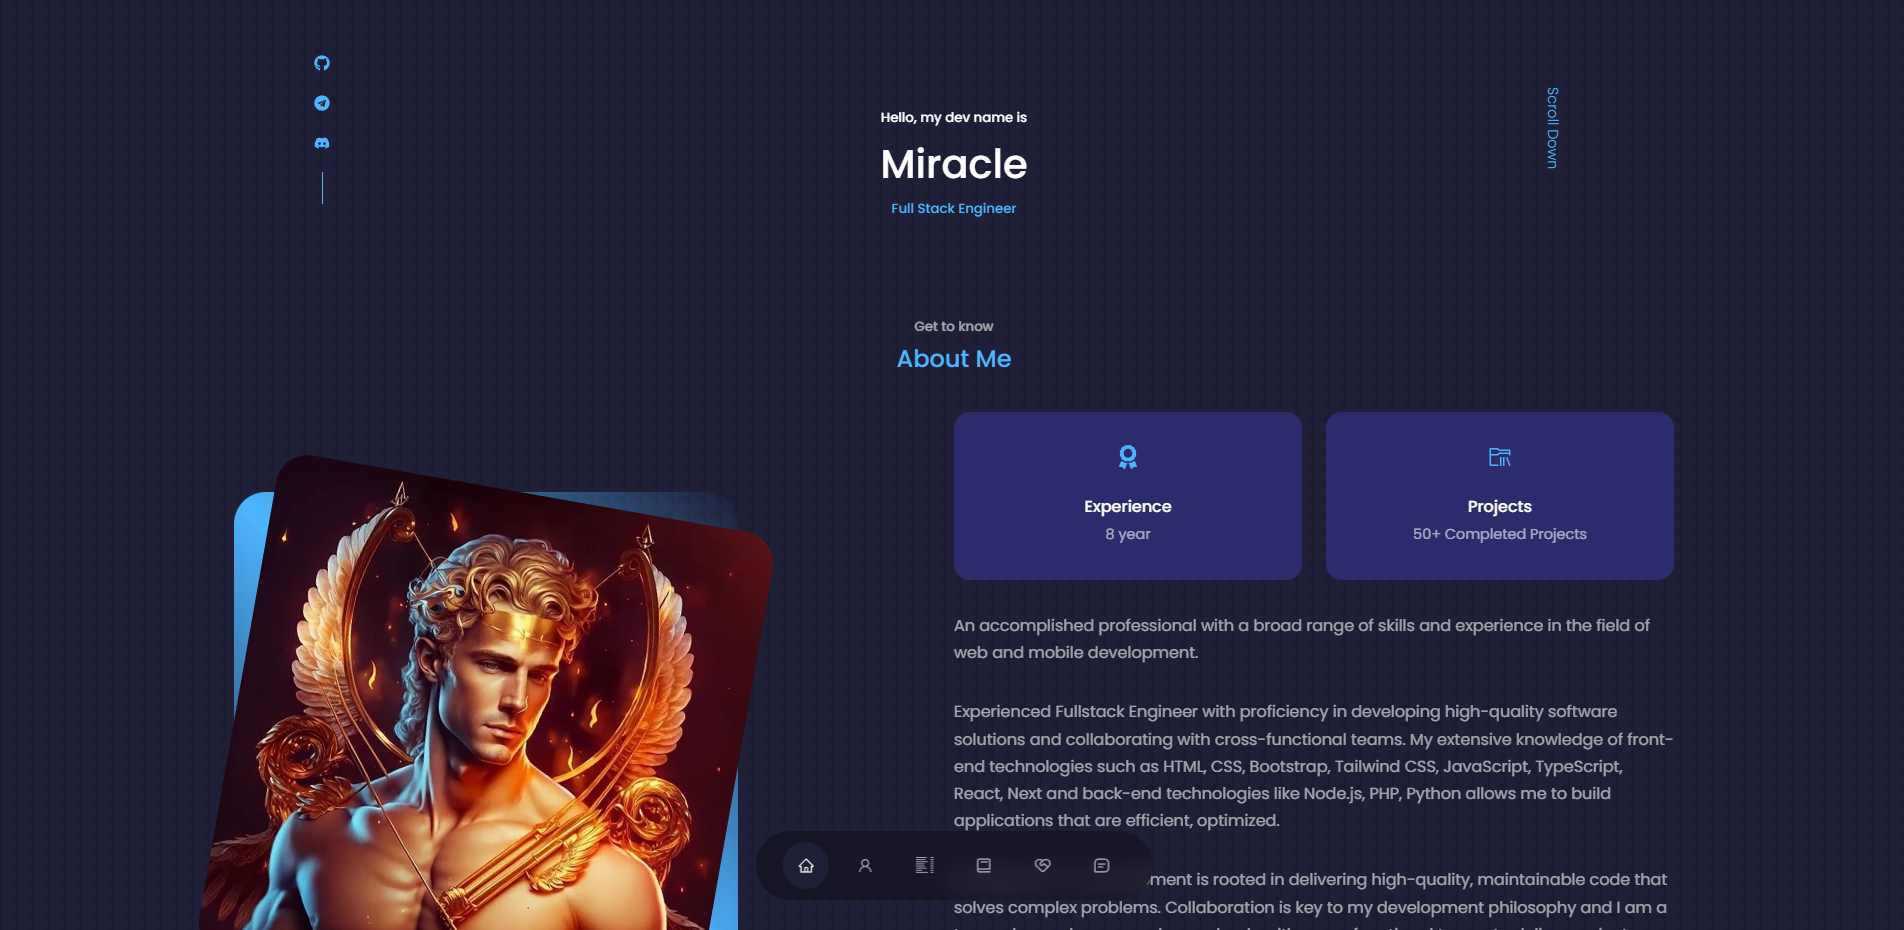 Scroll Down
Hello, my dev name is
Miracle
Full Stack Engineer
Get to know
About Me
Experience
8 year
Projects
50+ Completed Projects
An accomplished professional with a broad range of skills and experience in the field of
web and mobile development.
Experienced Fullstack Engineer with proficiency in developing high-quality software
solutions and collaborating with cross-functional teams. My extensive knowledge of front-
end technologies such as HTML, CSS, Bootstrap, Tailwind CSS, JavaScript, TypeScript,
React, Next and back-end technologies like Node.js, PHP, Python allows me to build
applications that are efficient, optimized.
is rooted in delivering high-quality, maintainable code that
solves complex problems. Collaboration is key to my development philosophy and I am a